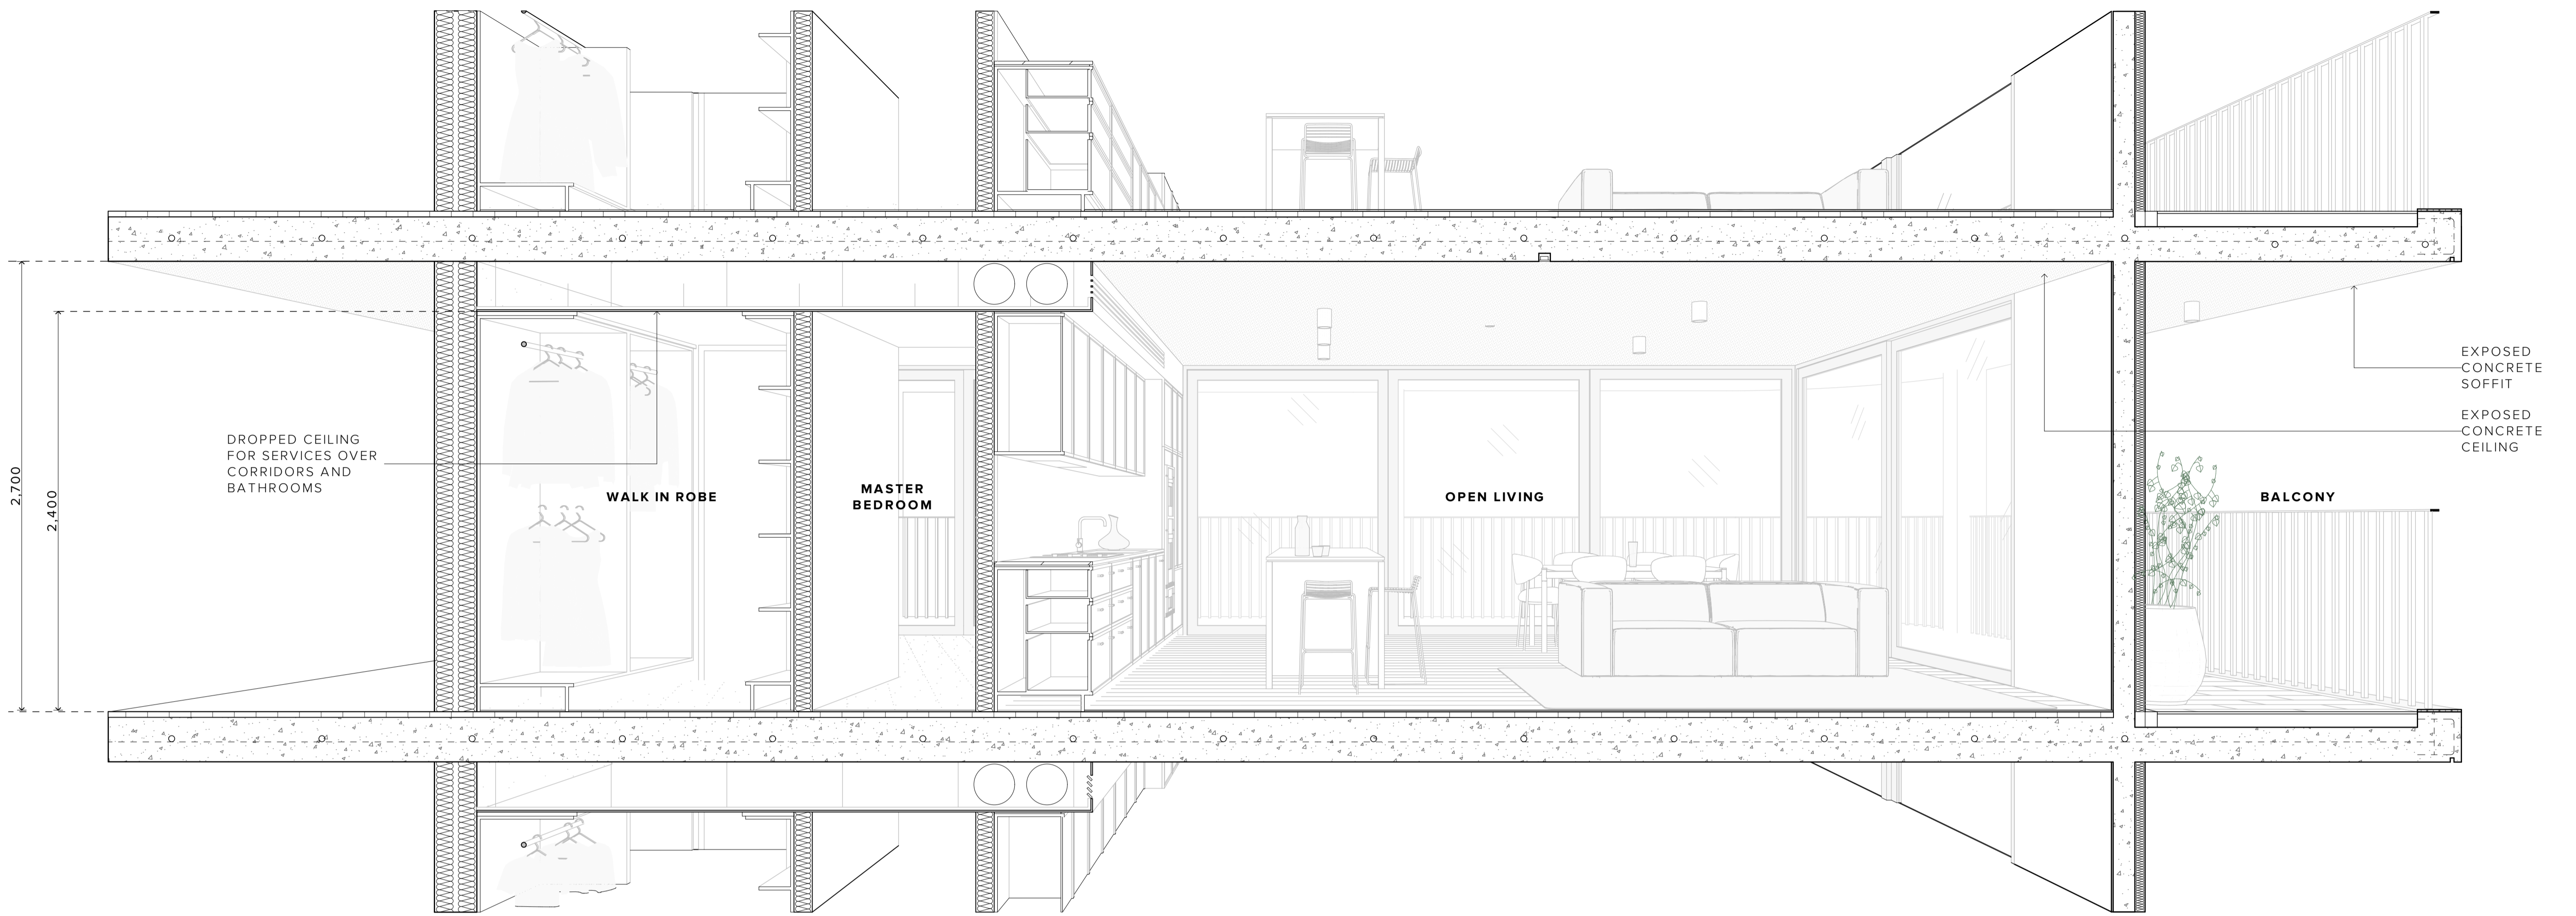 2,700
2,400
DROPPED CEILING
FOR SERVICES OVER
CORRIDORS AND
BATHROOMS
WALK IN ROBE
MASTER
BEDROOM
OPEN LIVING
BALCONY
EXPOSED
CONCRETE
SOFFIT
EXPOSED
CONCRETE
CEILING